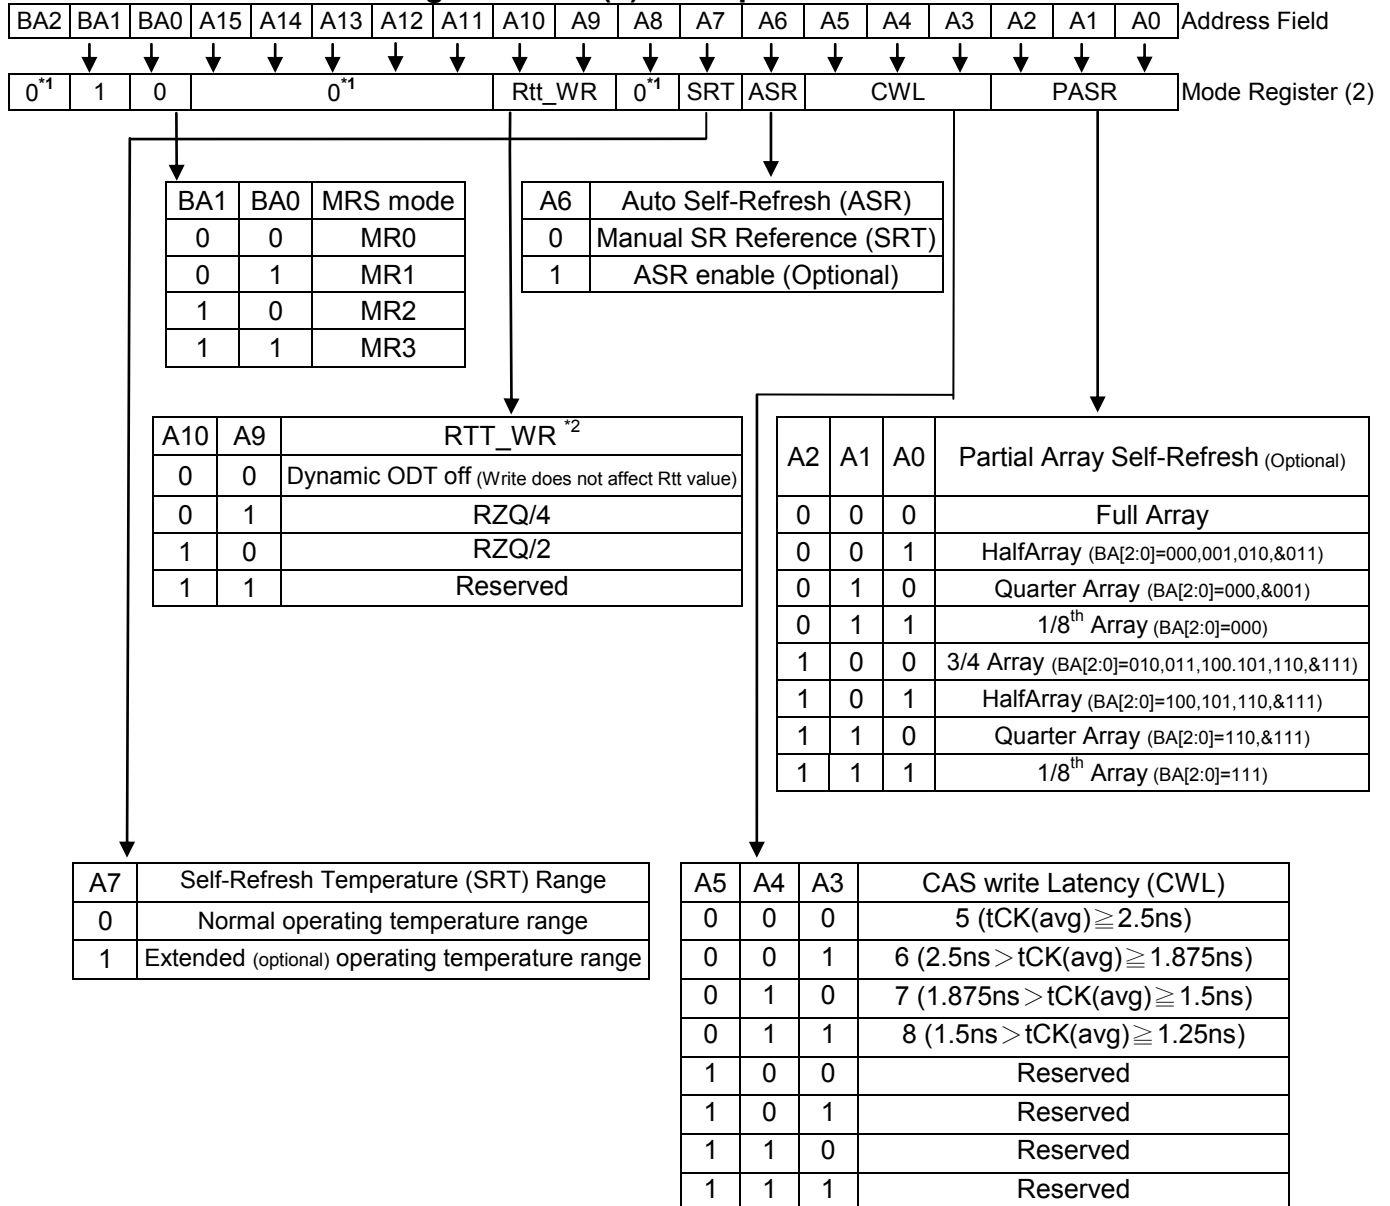 BA2 BA1 BA0 A15 A14 A13 A12 A11 A10 A9 A8 A7 A6 A5 A4 A3 A2 A1 A0 Address Field
0*1 1 0 0*1 Rtt_WR 0*1 SRT ASR CWL PASR Mode Register (2)
BA1 BA0 MRS mode
0 0 MR0
0 1 MR1
1 0 MR2
1 1 MR3
A6 Auto Self-Refresh (ASR)
0 Manual SR Reference (SRT)
1 ASR enable (Optional)
A10 A9 RTT_WR *2
0 0 Dynamic ODT off (Write does not affect Rtt value)
0 1 RZQ/4
1 0 RZQ/2
1 1 Reserved
A2 A1 A0 Partial Array Self-Refresh (Optional)
0 0 0 Full Array
0 0 1 HalfArray (BA[2:0]=000,001,010,&011)
0 1 0 Quarter Array (BA[2:0]=000,&001)
0 1 1 1/8th Array (BA[2:0]=000)
1 0 0 3/4 Array (BA[2:0]=010,011,100.101,110,&111)
1 0 1 HalfArray (BA[2:0]=100,101,110,&111)
1 1 0 Quarter Array (BA[2:0]=110,&111)
1 1 1 1/8th Array (BA[2:0]=111)
A7 Self-Refresh Temperature (SRT) Range
0 Normal operating temperature range
1 Extended (optional) operating temperature range
A5 A4 A3 CAS write Latency (CWL)
0 0 0 5 (tCK(avg)≧2.5ns)
0 0 1 6 (2.5ns＞tCK(avg)≧1.875ns)
0 1 0 7 (1.875ns＞tCK(avg)≧1.5ns)
0 1 1 8 (1.5ns＞tCK(avg)≧1.25ns)
1 0 0 Reserved
1 0 1 Reserved
1 1 0 Reserved
1 1 1 Reserved